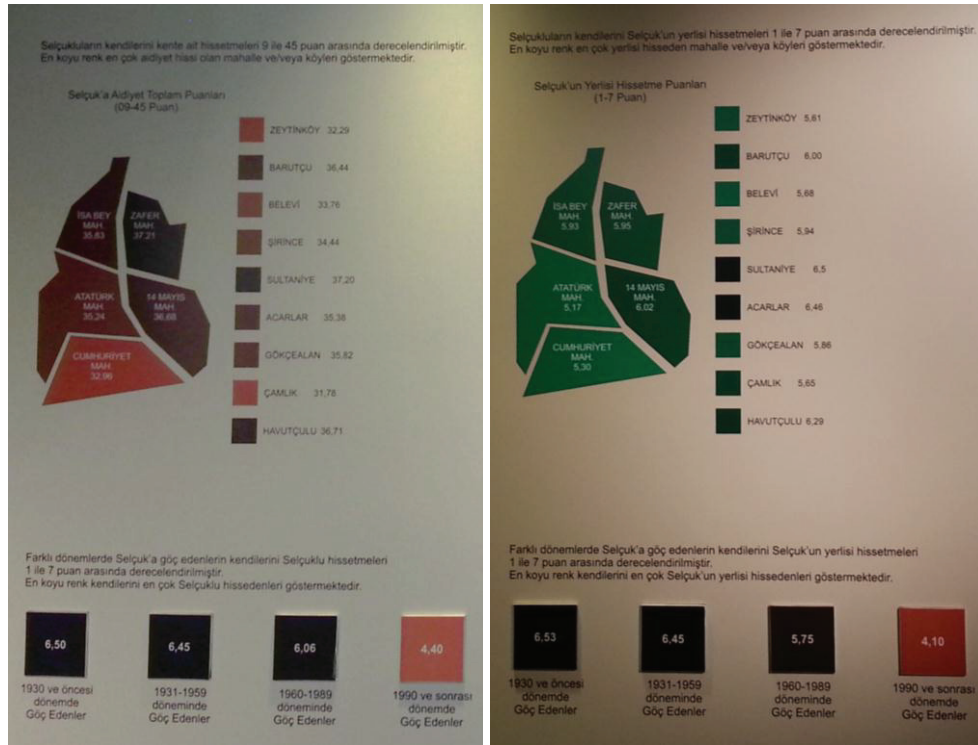 Selçukluların kendilerini kente ait hissetmeleri 9 ile 45 puan arasında derecelendirilmiştir.
En koyu renk en çok aidiyet hissi olan mahalle ve/veya köyleri göstermektedir.
Selçuk'a Aidiyet Toplam Puanları
(09-45 Puan)
ZEYTİNKÖY 32,29
BARUTÇU 36,44
BELEVİ 33,76
ŞİRİNCE 34,44
SULTANİYE 37,20
ACARLAR 35,38
GÖKÇEALAN 35,82
ÇAMLIK 31,78
HAVUTÇULU 36,71
İSA BEY
MAH.
35,83
ZAFER
MAH.
37,21
ATATÜRK
MAH.
35,24
14 MAYIS
MAH.
36,68
CUMHURİYET
MAH.
32,96
Farklı dönemlerde Selçuk'a göç edenlerin kendilerini Selçuklu hissetmeleri
1 ile 7 puan arasında derecelendirilmiştir.
En koyu renk kendilerini en çok Selçuklu hissedenleri göstermektedir.
6,50
1930 ve öncesi
dönemde
Göç Edenler
6,45
1931-1959
döneminde
Göç Edenler
6,06
1960-1989
döneminde
Göç Edenler
4,40
1990 ve sonrası
dönemde
Göç Edenler
Selçukluların kendilerini Selçuk'un yerlisi hissetmeleri 1 ile 7 puan arasında derecelendirilmiştir.
En koyu renk en çok yerlisi hisseden mahalle ve/veya köyleri göstermektedir.
Selçuk'un Yerlisi Hissetme Puanları
(1-7 Puan)
ZEYTİNKÖY 5,61
BARUTÇU 6,00
BELEVİ 5,68
ŞİRİNCE 5,94
SULTANİYE 6,5
ACARLAR 6,46
GÖKÇEALAN 5,86
ÇAMLIK 5,65
HAVUTÇULU 6,29
İSA BEY
MAH.
5,93
ZAFER
MAH.
5,95
ATATÜRK
MAH.
5,17
14 MAYIS
MAH.
6,02
CUMHURİYET
MAH.
5,30
Farklı dönemlerde Selçuk'a göç edenlerin kendilerini Selçuk'un yerlisi hissetmeleri
1 ile 7 puan arasında derecelendirilmiştir.
En koyu renk kendilerini en çok Selçuk'un yerlisi hissedenleri göstermektedir.
6,53
1930 ve öncesi
dönemde
Göç Edenler
6,45
1931-1959
döneminde
Göç Edenler
5,75
1960-1989
döneminde
Göç Edenler
4,10
1990 ve sonrası
dönemde
Göç Edenler